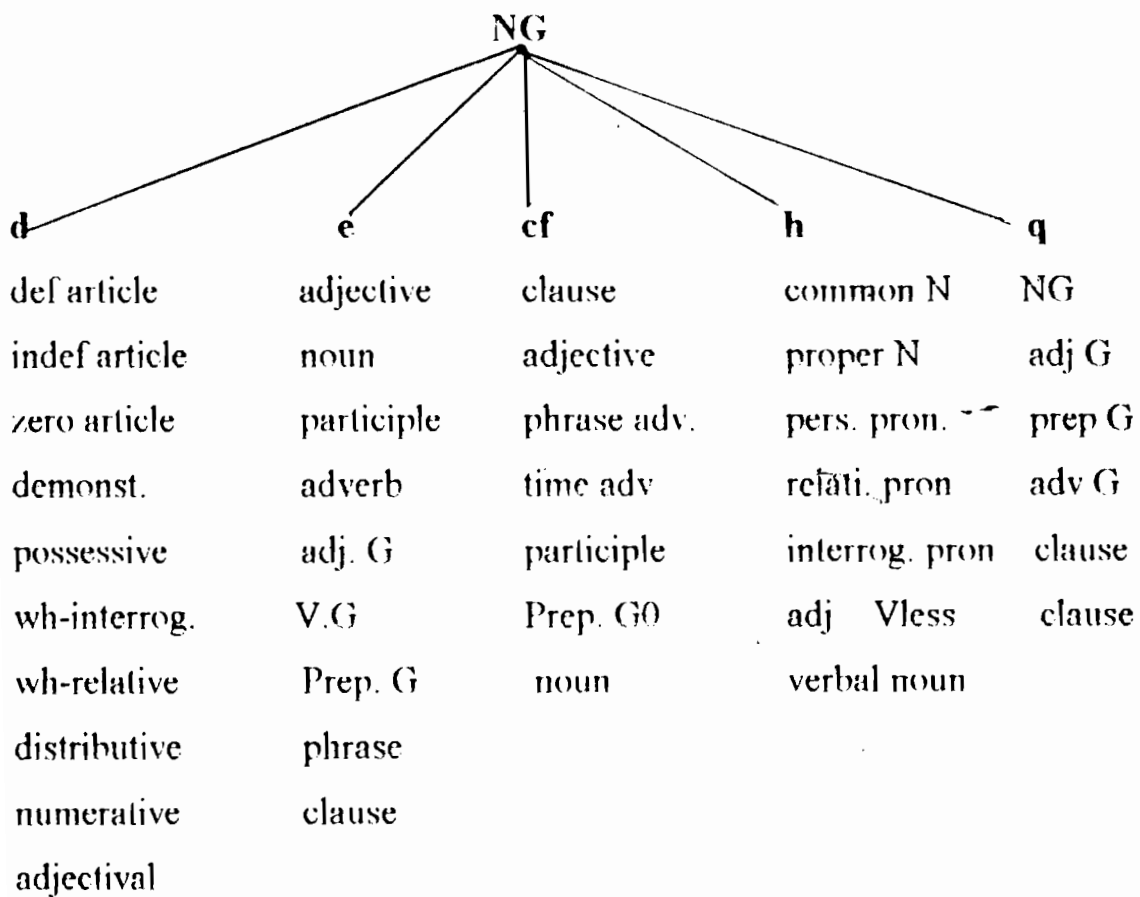 NG
d e cf h q
def article adjective clause common N NG
indef article noun adjective proper N adj G
zero article participle phrase adv. pers. pron. prep G
demonst. adverb time adv relati. pron adv G
possessive adj. G participle interrog. pron clause
wh-interrog. V.G Prep. G0 adj Vless clause
wh-relative Prep. G noun verbal noun
distributive phrase
numerative clause
adjectival